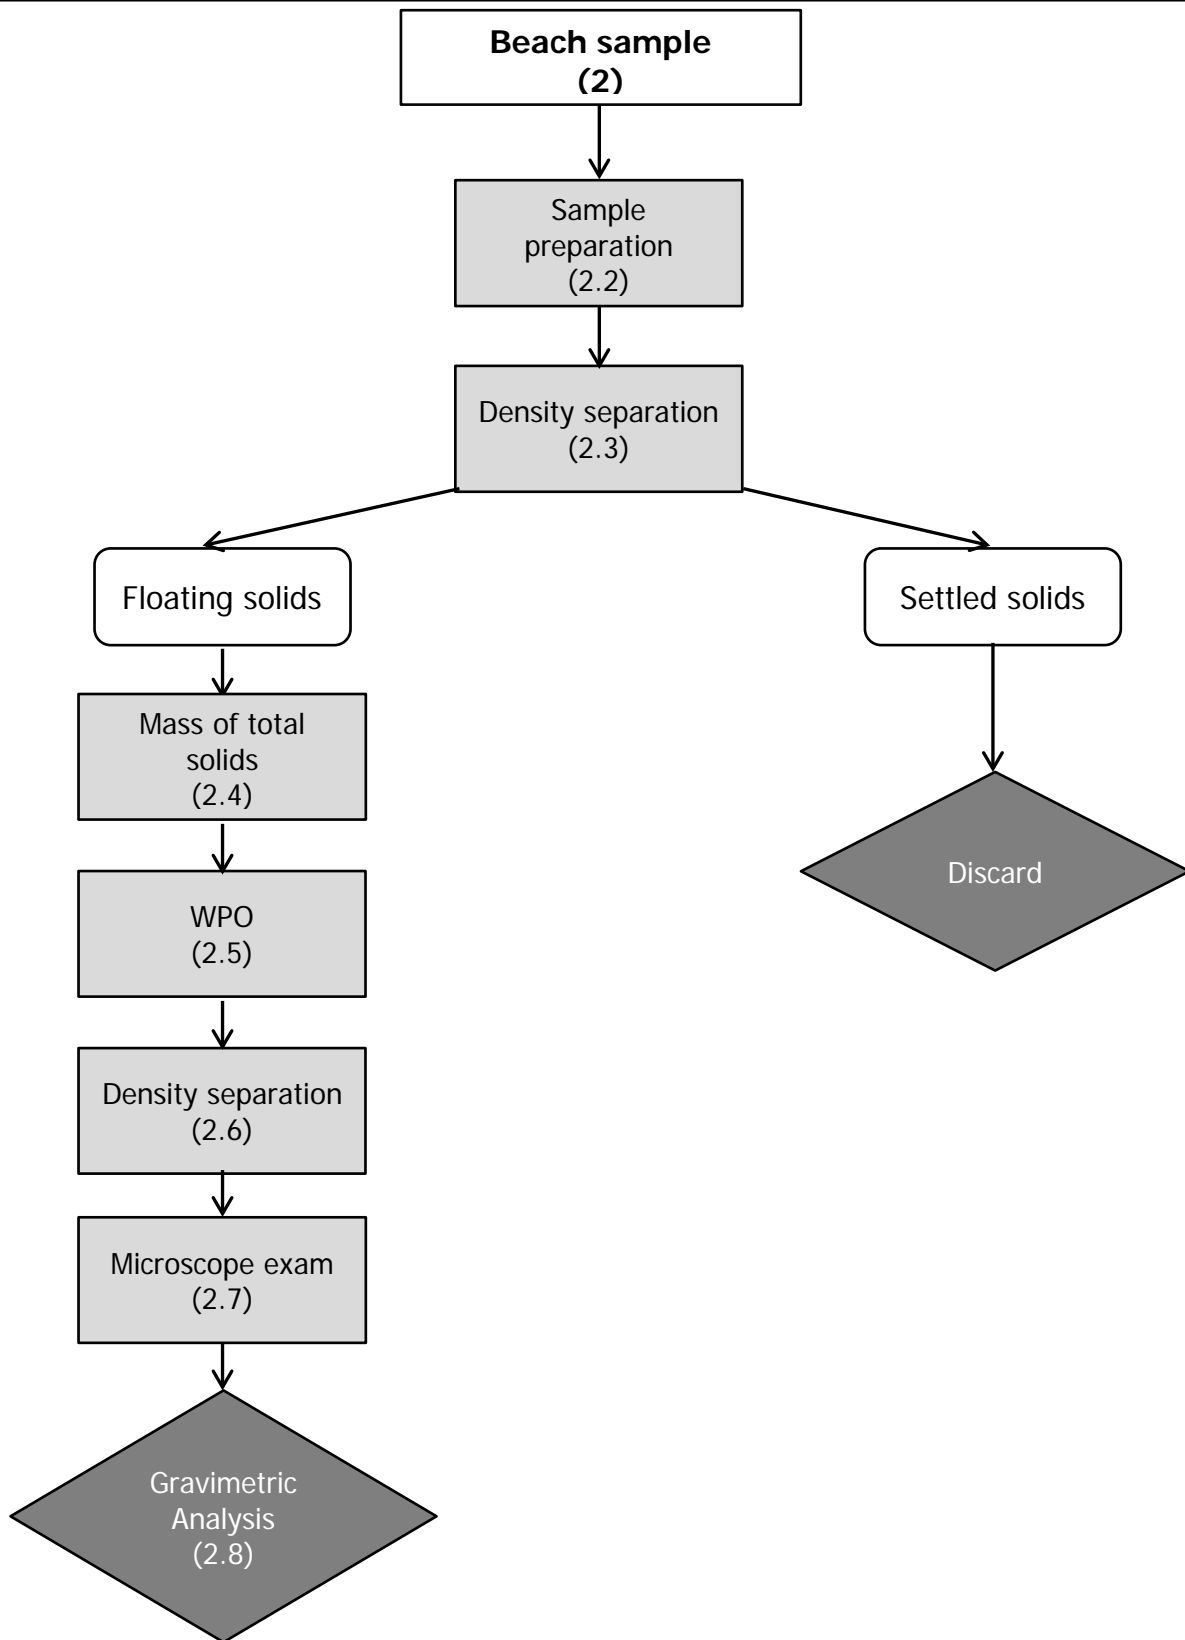 Beach sample
(2)
Sample
preparation
(2.2)
Density separation
(2.3)
Floating solids
Settled solids
Mass of total
solids
(2.4)
Discard
WPO
(2.5)
Density separation
(2.6)
Microscope exam
(2.7)
Gravimetric
Analysis
(2.8)